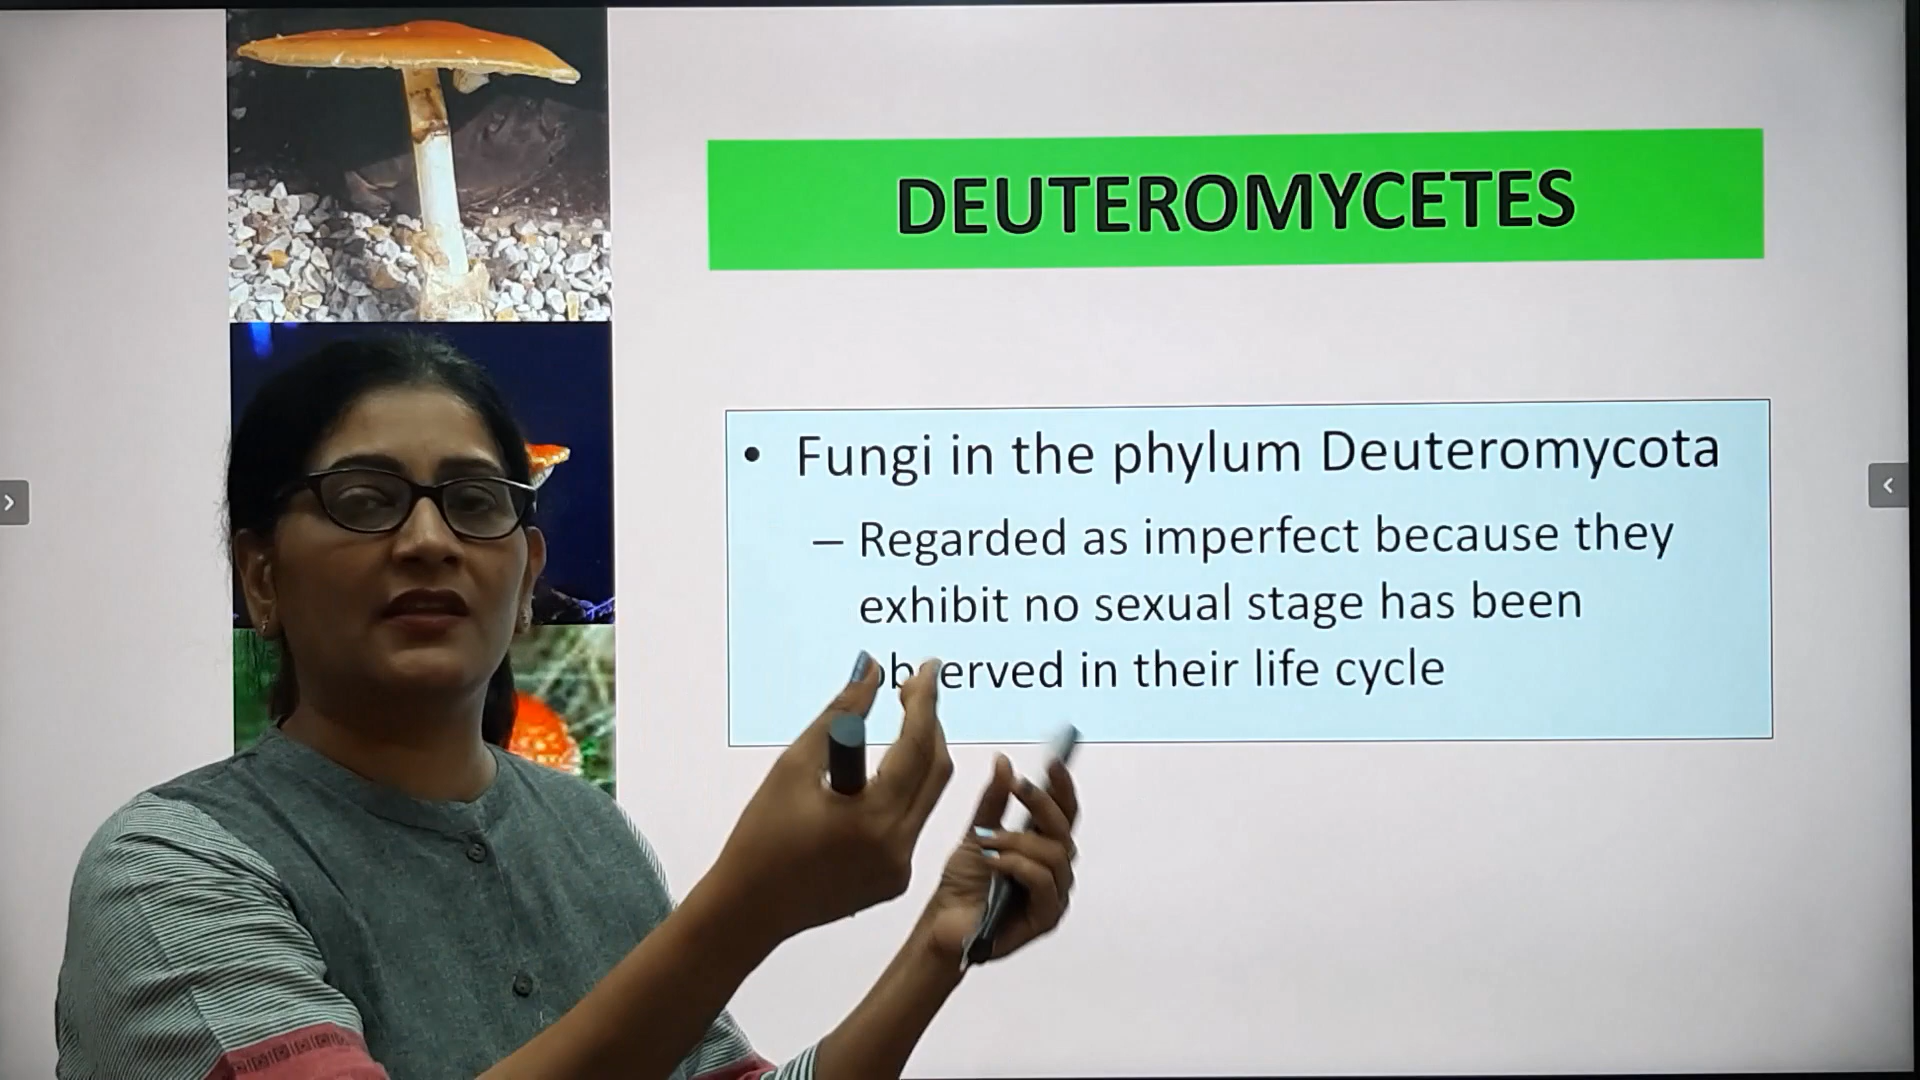 DEUTEROMYCETES
• Fungi in the phylum Deuteromycota
– Regarded as imperfect because they
exhibit no sexual stage has been
observed in their life cycle